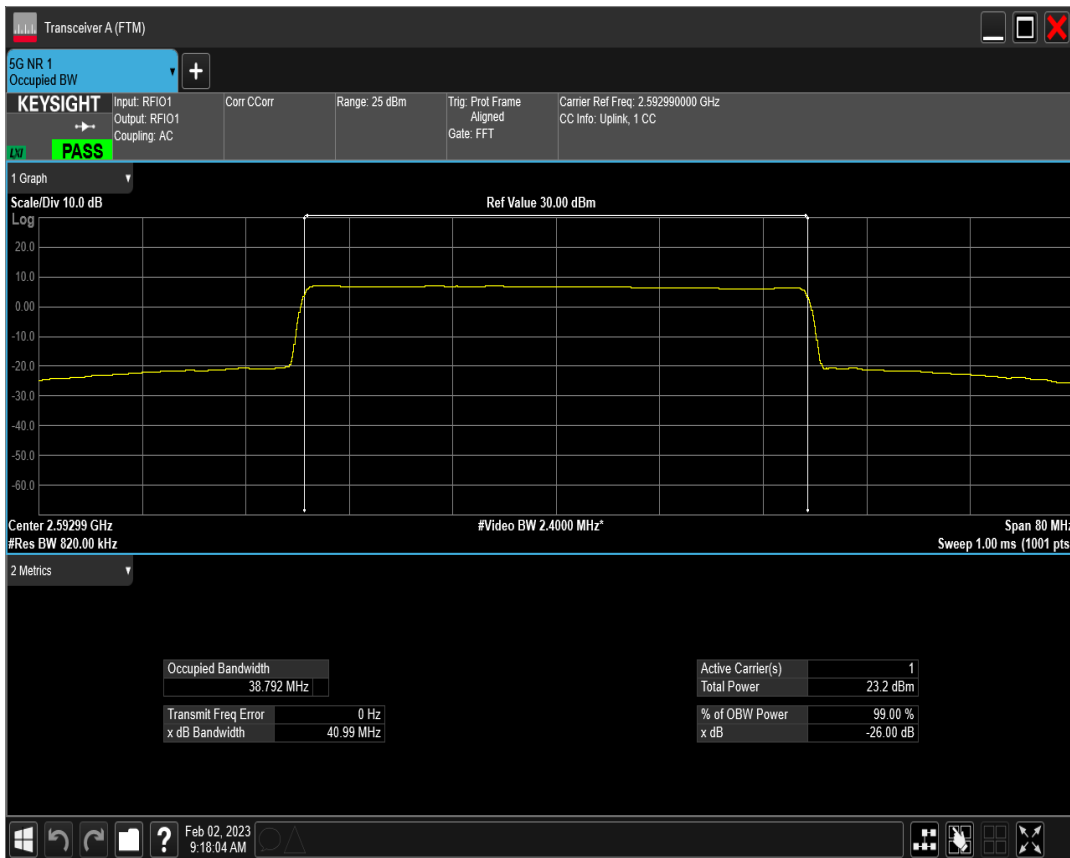 Transceiver A (FTM)
5G NR 1
Occupied BW
+
KEYSIGHT
LXI
PASS
Input: RFIO1
Output: RFIO1
Coupling: AC
Corr CCorr
Range: 25 dBm
Trig: Prot Frame
Aligned
Gate: FFT
Carrier Ref Freq: 2.592990000 GHz
CC Info: Uplink, 1 CC
1 Graph
Scale/Div 10.0 dB
Ref Value 30.00 dBm
Log
20.0
10.0
0.00
-10.0
-20.0
-30.0
-40.0
-50.0
-60.0
Center 2.59299 GHz
#Video BW 2.4000 MHz*
Span 80 MHz
#Res BW 820.00 kHz
Sweep 1.00 ms (1001 pts
2 Metrics
Occupied Bandwidth
38.792 MHz
Transmit Freq Error 0 Hz
x dB Bandwidth 40.99 MHz
Active Carrier(s) 1
Total Power 23.2 dBm
% of OBW Power 99.00 %
x dB -26.00 dB
?
Feb 02, 2023
9:18:04 AM